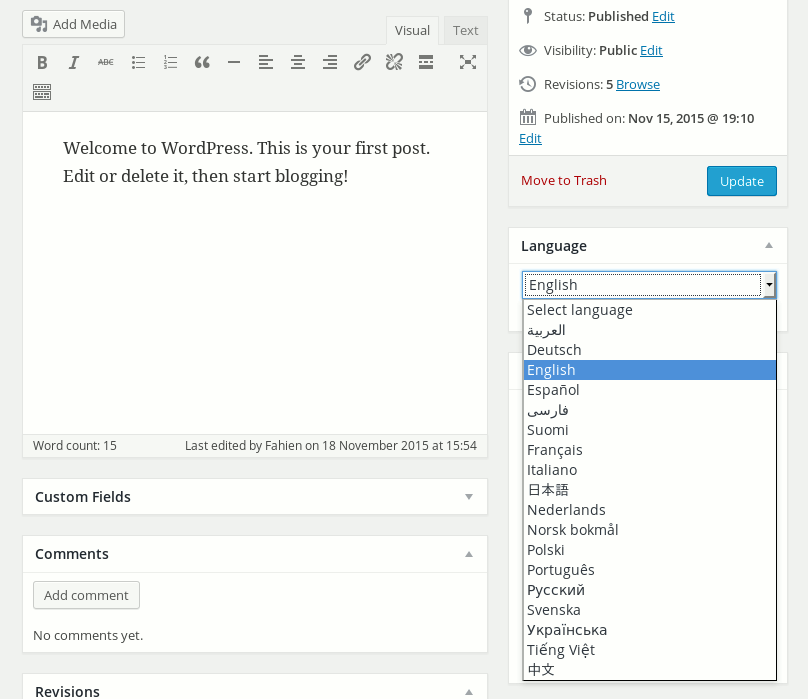 Add Media
Visual
Text
B I ABC
Welcome to WordPress. This is your first post.
Edit or delete it, then start blogging!
Word count: 15
Last edited by Fahien on 18 November 2015 at 15:54
Custom Fields
Comments
Add comment
No comments yet.
Revisions
Status: Published Edit
Visibility: Public Edit
Revisions: 5 Browse
Published on: Nov 15, 2015 @ 19:10
Edit
Move to Trash
Update
Language
English
Select language
العربية
Deutsch
English
Español
فارسی
Suomi
Français
Italiano
日本語
Nederlands
Norsk bokmål
Polski
Português
Русский
Svenska
Українська
Tiếng Việt
中文